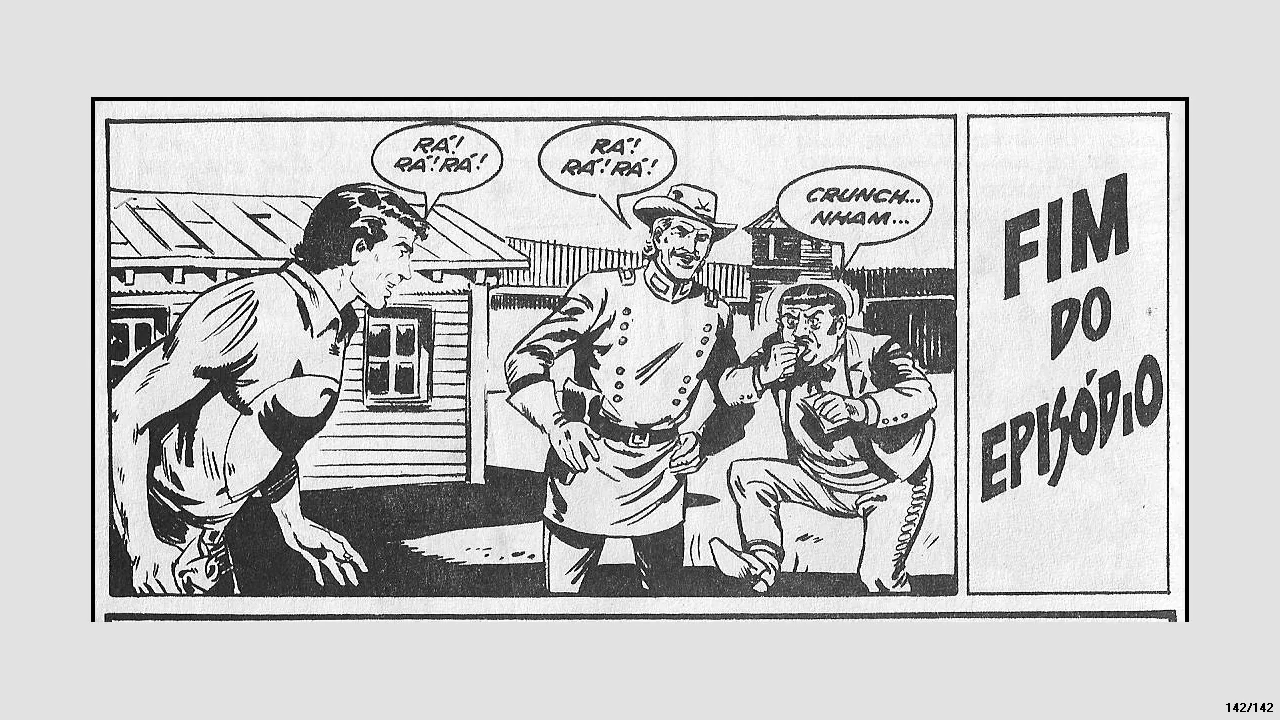 RÁ!
RÁ! RÁ!
RÁ!
RÁ! RÁ!
CRUNCH...
NHAM...
FIM
DO
EPISÓDIO
142/142